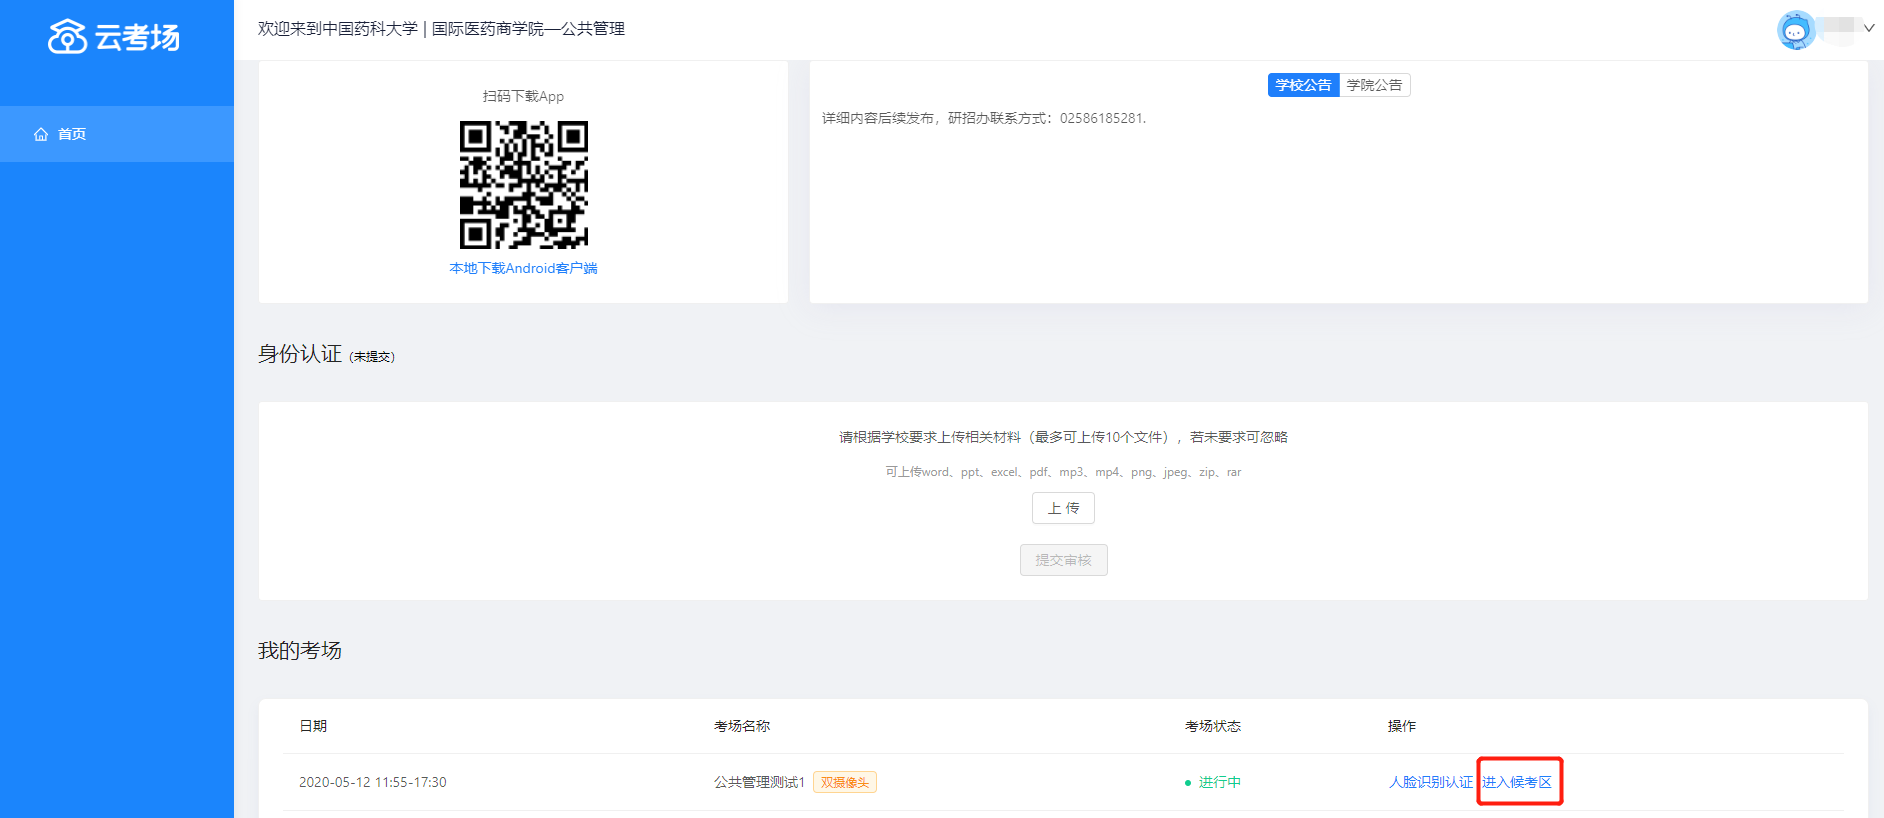 云考场
欢迎来到中国药科大学 | 国际医药商学院—公共管理
首页
扫码下载App
本地下载Android客户端
学校公告 学院公告
详细内容后续发布，研招办联系方式：02586185281.
身份认证 (未提交)
请根据学校要求上传相关材料（最多可上传10个文件），若未要求可忽略
可上传word、ppt、excel、pdf、mp3、mp4、png、jpeg、zip、rar
上 传
提交审核
我的考场
日期 考场名称 考场状态 操作
2020-05-12 11:55-17:30 公共管理测试1 双摄像头 进行中 人脸识别认证 进入候考区